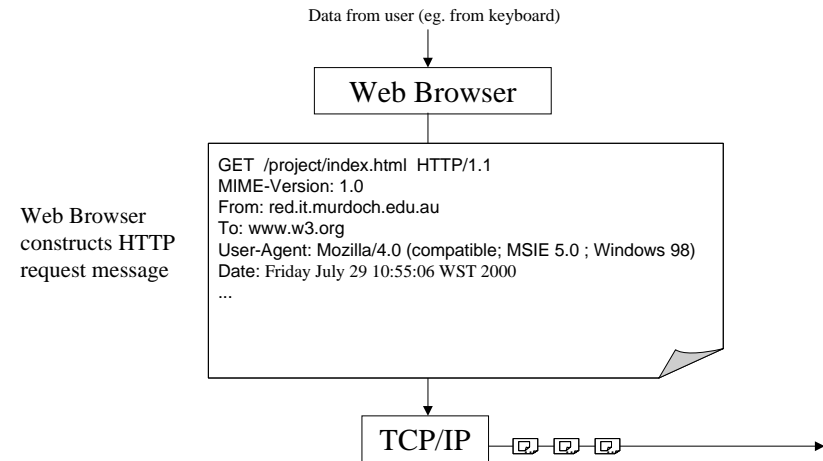 Data from user (eg. from keyboard)
Web Browser
Web Browser
constructs HTTP
request message
GET /project/index.html HTTP/1.1
MIME-Version: 1.0
From: red.it.murdoch.edu.au
To: www.w3.org
User-Agent: Mozilla/4.0 (compatible; MSIE 5.0 ; Windows 98)
Date: Friday July 29 10:55:06 WST 2000
...
TCP/IP